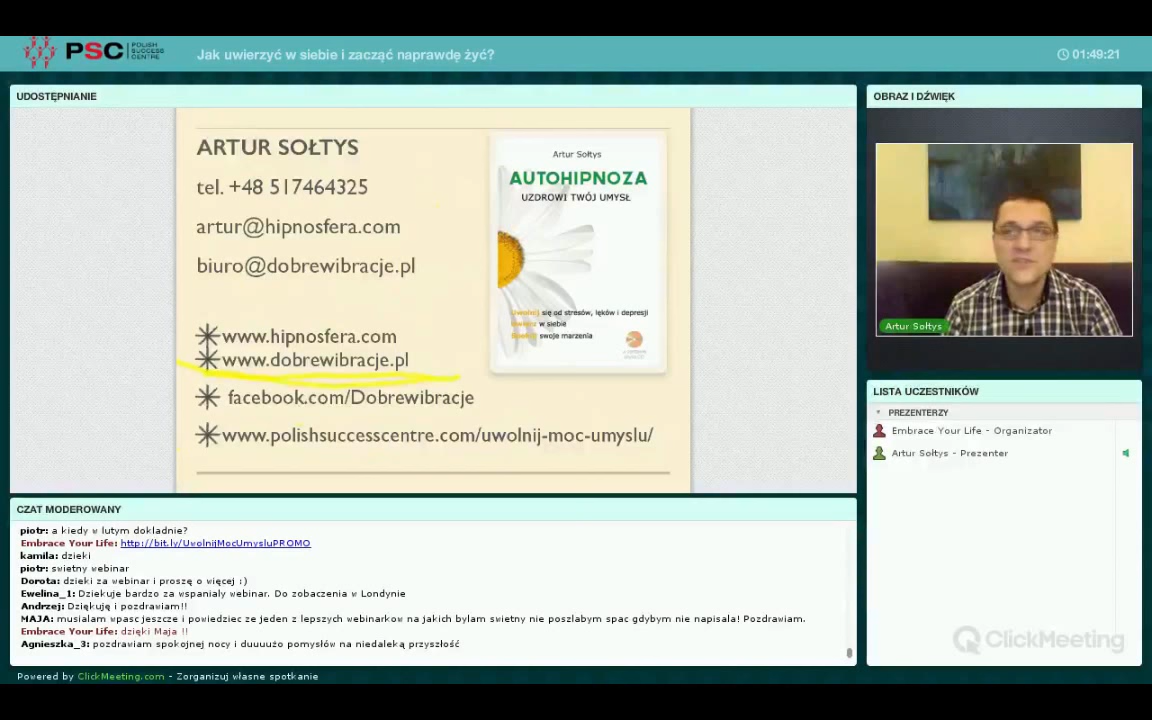 PSC POLISH SUCCESS CENTRE
Jak uwierzyć w siebie i zacząć naprawdę żyć?
01:49:21
UDOSTĘPNIANIE
ARTUR SOŁTYS
tel. +48 517464325
artur@hipnosfera.com
biuro@dobrewibracje.pl
www.hipnosfera.com
www.dobrewibracje.pl
facebook.com/Dobrewibracje
www.polishsuccesscentre.com/uwolnij-moc-umyslu/
Artur Sołtys
AUTOHIPNOZA
UZDROWI TWÓJ UMYSŁ
się od stresów, lęków i depresji
w siebie
swoje marzenia
OBRAZ I DŹWIĘK
Artur Sołtys
LISTA UCZESTNIKÓW
PREZENTERZY
Embrace Your Life - Organizator
Artur Sołtys - Prezenter
CZAT MODEROWANY
piotr: a kiedy w lutym dokladnie?
Embrace Your Life: http://bit.ly/UwolnijMocUmysluPROMO
kamila: dzieki
piotr: swietny webinar
Dorota: dzieki za webinar i proszę o więcej :)
Ewelina_1: Dziekuje bardzo za wspanialy webinar. Do zobaczenia w Londynie
Andrzej: Dziękuję i pozdrawiam!!
MAJA: musialam wpasc jeszcze i powiedziec ze jeden z lepszych webinarkow na jakich bylam swietny nie poszlabym spac gdybym nie napisala! Pozdrawiam.
Embrace Your Life: dzięki Maja !!
Agnieszka_3: pozdrawiam spokojnej nocy i duuuużo pomysłów na niedaleką przyszłość
ClickMeeting
Powered by ClickMeeting.com - Zorganizuj własne spotkanie